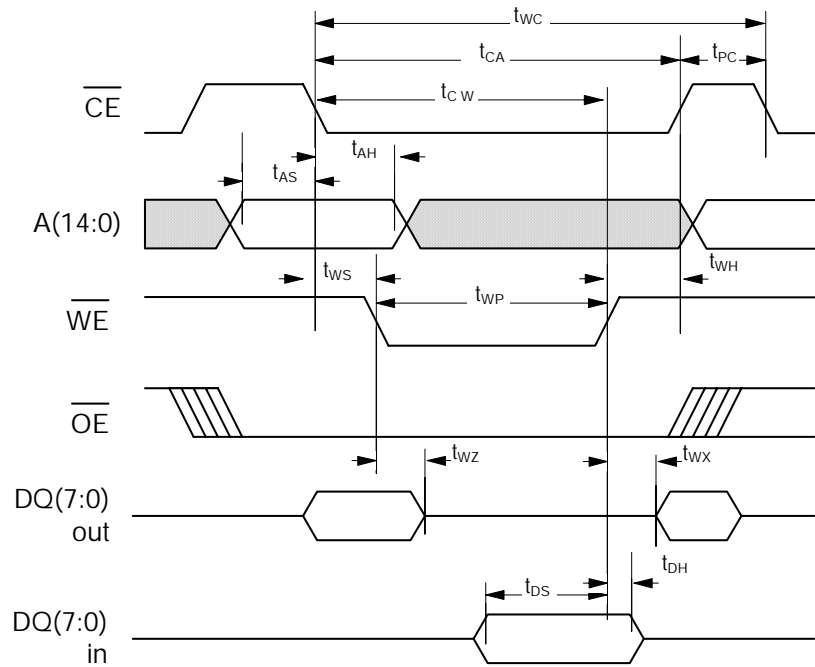 tWC
tCA
tPC
tCW
CE
tAH
tAS
A(14:0)
tWS
tWH
tWP
WE
OE
tWZ
tWX
DQ(7:0)
out
tDH
tDS
DQ(7:0)
in